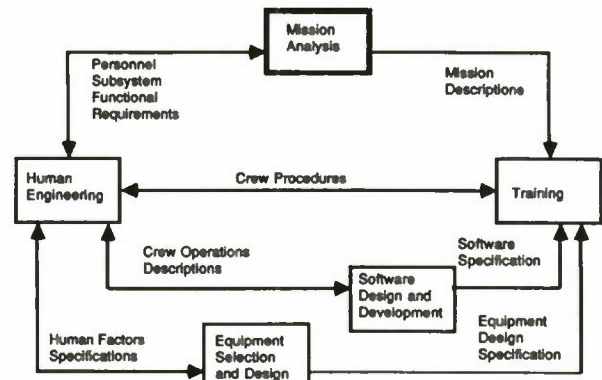 Mission
Analysis
Personnel
Subsystem
Functional
Requirements
Mission
Descriptione
Human
Engineering
Crew Procedures
Training
Crew Operations
Descriptions
Software
Specification
Software
Design and
Development
Human Factors
Specifications
Equipment
Selection
and Design
Equipment
Deeign
Specification